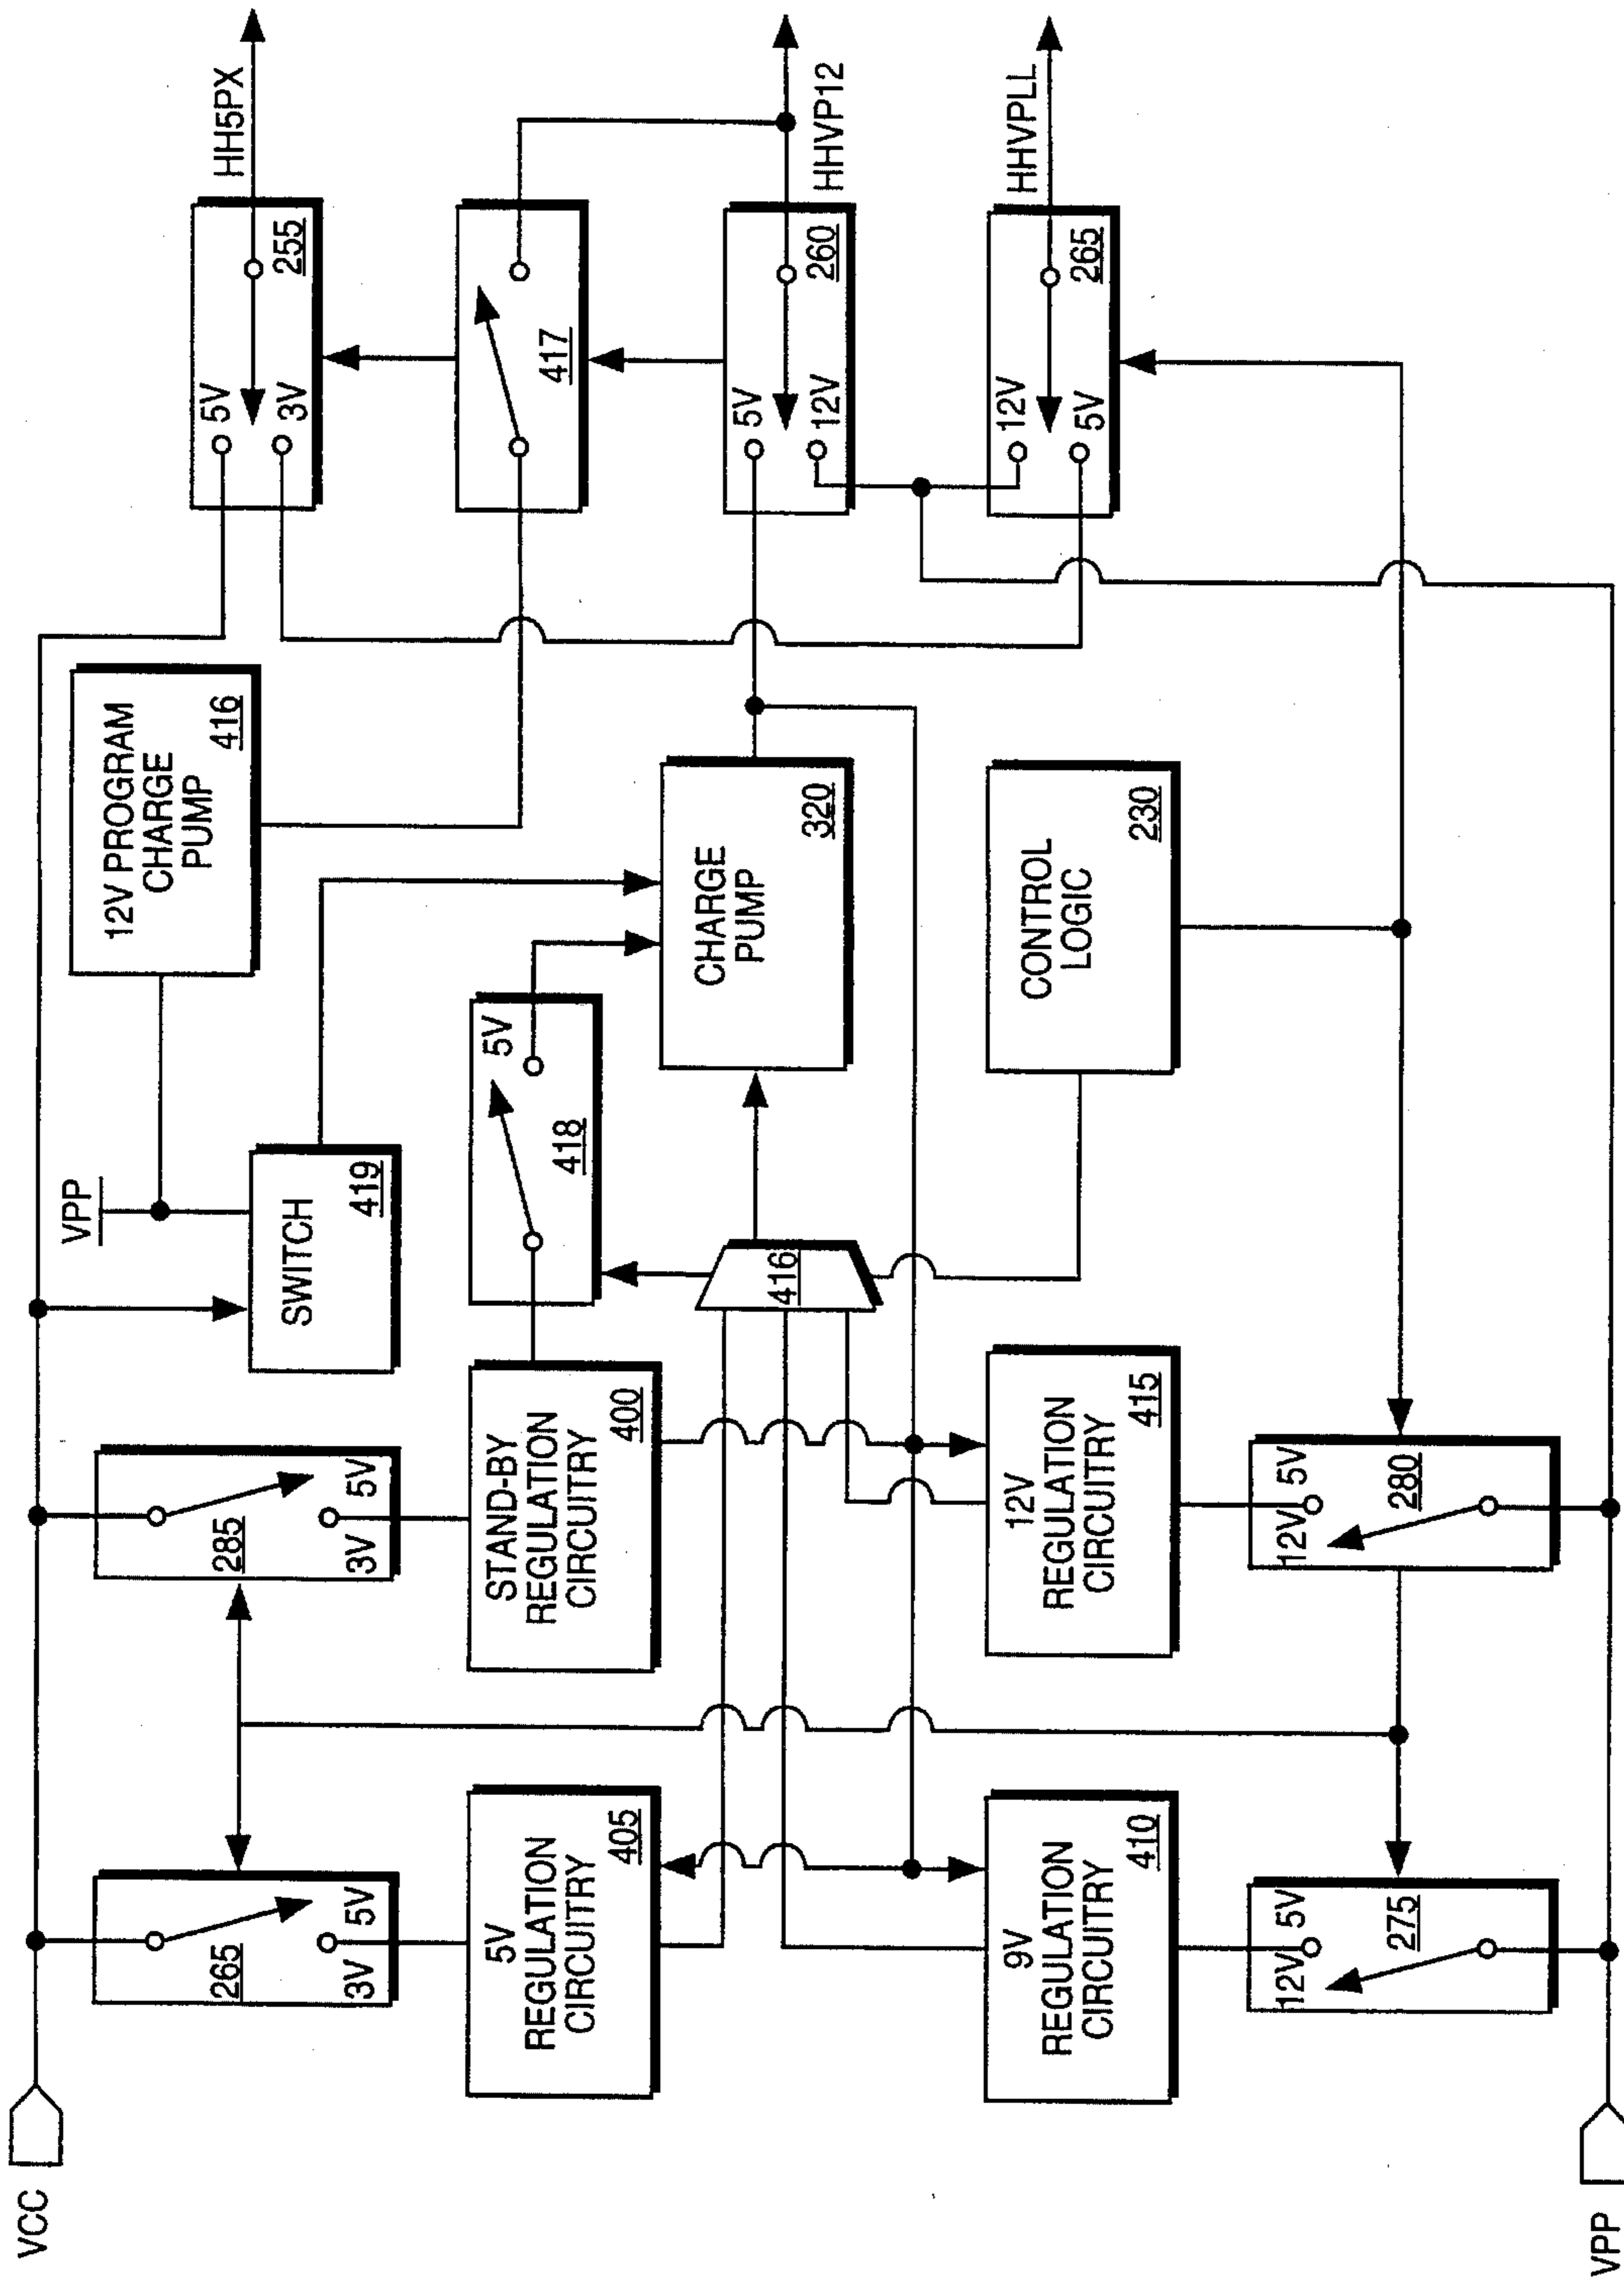 VCC
265
3V 5V
285
3V 5V
VPP
SWITCH
419
12V PROGRAM
CHARGE
PUMP
416
5V
3V
255
HH5PX
5V
REGULATION
CIRCUITRY
405
STAND-BY
REGULATION
CIRCUITRY
400
418
5V
417
416
CHARGE
PUMP
320
5V
12V
260
HHVP12
9V
REGULATION
CIRCUITRY
410
12V
REGULATION
CIRCUITRY
415
CONTROL
LOGIC
230
12V
5V
265
HHVPLL
12V 5V
275
12V 5V
280
VPP